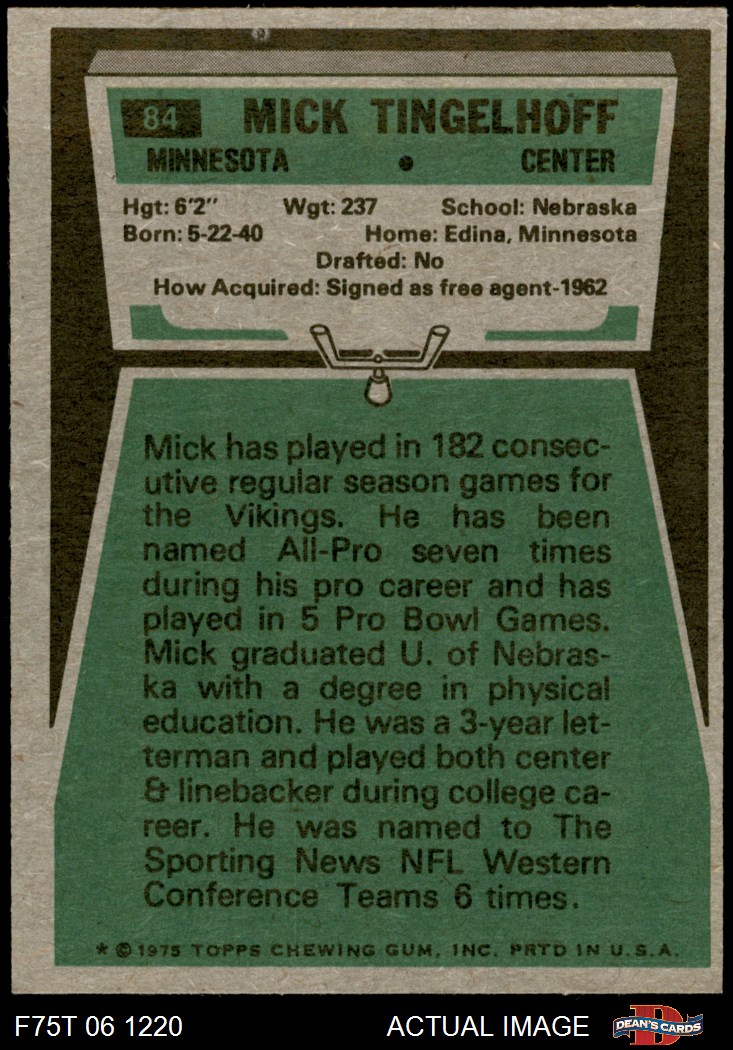 84 MICK TINGELHOFF
MINNESOTA • CENTER
Hgt: 6'2" Wgt: 237 School: Nebraska
Born: 5-22-40 Home: Edina, Minnesota
Drafted: No
How Acquired: Signed as free agent-1962
Mick has played in 182 consec-
utive regular season games for
the Vikings. He has been
named All-Pro seven times
during his pro career and has
played in 5 Pro Bowl Games.
Mick graduated U. of Nebras-
ka with a degree in physical
education. He was a 3-year let-
terman and played both center
& linebacker during college ca-
reer. He was named to The
Sporting News NFL Western
Conference Teams 6 times.
* © 1975 TOPPS CHEWING GUM, INC. PRTD IN U.S.A.
F75T 06 1220 ACTUAL IMAGE D DEAN'S CARDS